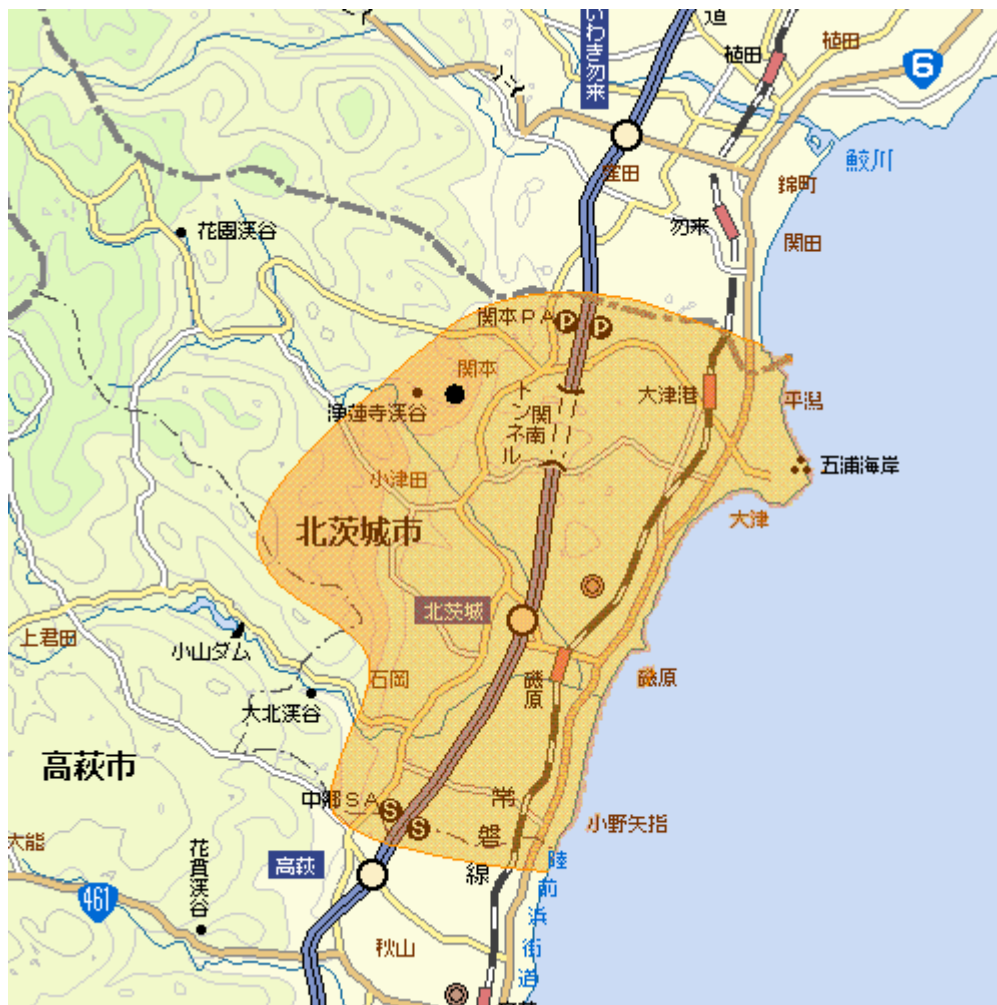 いわき勿来
道
植田
植田
6
鮫川
窪田
錦町
勿来
関田
花園渓谷
関本PA
P
P
関本
大津港
平潟
浄蓮寺渓谷
関南トンネル
小津田
五浦海岸
大津
北茨城市
北茨城
上君田
小山ダム
石岡
磯原
磯原
大北渓谷
高萩市
中郷SA
S
S
常磐線
小野矢指
大能
花貫渓谷
高萩
陸前浜街道
461
秋山